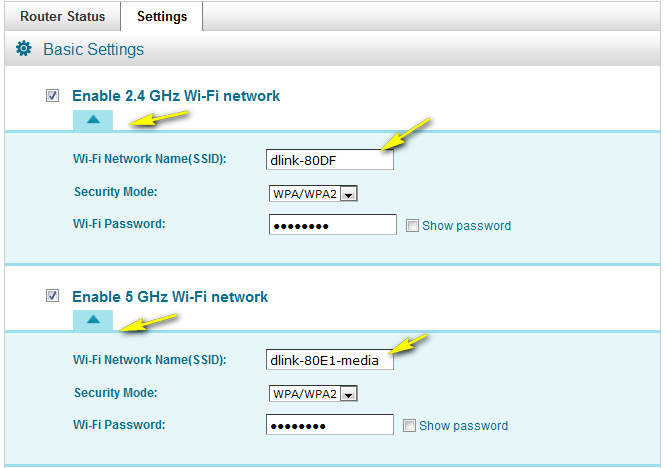 Router Status Settings
Basic Settings
Enable 2.4 GHz Wi-Fi network
Wi-Fi Network Name(SSID): dlink-80DF
Security Mode: WPA/WPA2
Wi-Fi Password: ●●●●●●●● Show password
Enable 5 GHz Wi-Fi network
Wi-Fi Network Name(SSID): dlink-80E1-media
Security Mode: WPA/WPA2
Wi-Fi Password: ●●●●●●●● Show password